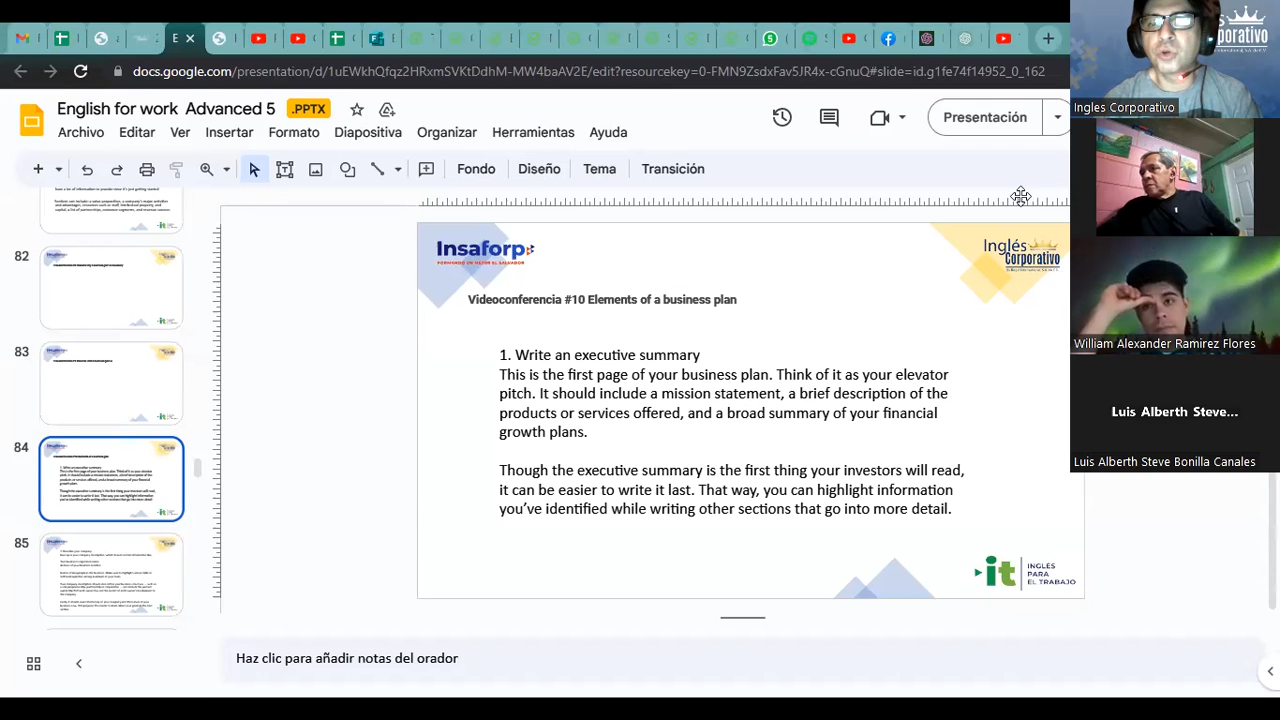 docs.google.com/presentation/d/1uEWkhQfqz2HRxmSVKtDdhM-MW4baAV2E/edit?resourcekey=0-FMN9ZsdxFav5JR4x-cGnuQ#slide=id.g1fe74f14952_0_162
English for work Advanced 5 .PPTX
Archivo Editar Ver Insertar Formato Diapositiva Organizar Herramientas Ayuda
Presentación
Fondo Diseño Tema Transición
82
83
84
85
Insaforp
Inglés
Corporativo
Videoconferencia #10 Elements of a business plan
1. Write an executive summary
This is the first page of your business plan. Think of it as your elevator
pitch. It should include a mission statement, a brief description of the
products or services offered, and a broad summary of your financial
growth plans.
Though the executive summary is the first thing your investors will read,
it can be easier to write it last. That way, you can highlight information
you've identified while writing other sections that go into more detail.
it INGLÉS
PARA EL
TRABAJO
Haz clic para añadir notas del orador
Ingles Corporativo
William Alexander Ramirez Flores
Luis Alberth Steve...
Luis Alberth Steve Bonilla Canales